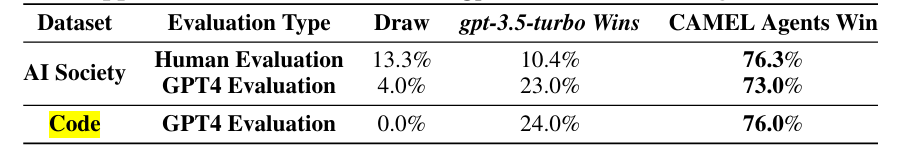 Dataset Evaluation Type Draw gpt-3.5-turbo Wins CAMEL Agents Win
AI Society Human Evaluation 13.3% 10.4% 76.3%
GPT4 Evaluation 4.0% 23.0% 73.0%
Code GPT4 Evaluation 0.0% 24.0% 76.0%